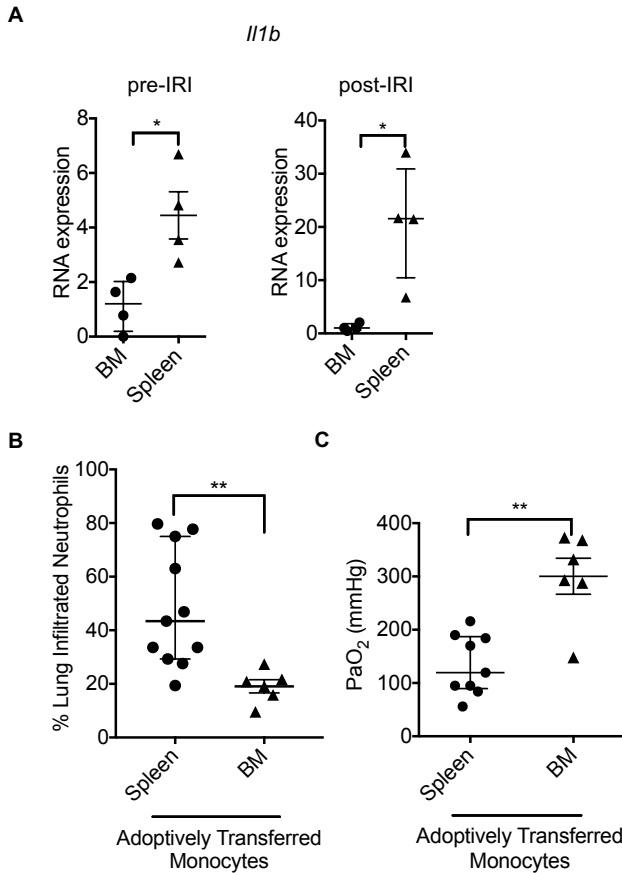 A
Il1b
pre-IRI
post-IRI
RNA expression
8
6
4
2
0
*
BM
Spleen
RNA expression
40
30
20
10
0
*
BM
Spleen
B
% Lung Infiltrated Neutrophils
100
80
60
40
20
0
**
Spleen
BM
Adoptively Transferred
Monocytes
C
PaO2 (mmHg)
400
300
200
100
0
**
Spleen
BM
Adoptively Transferred
Monocytes